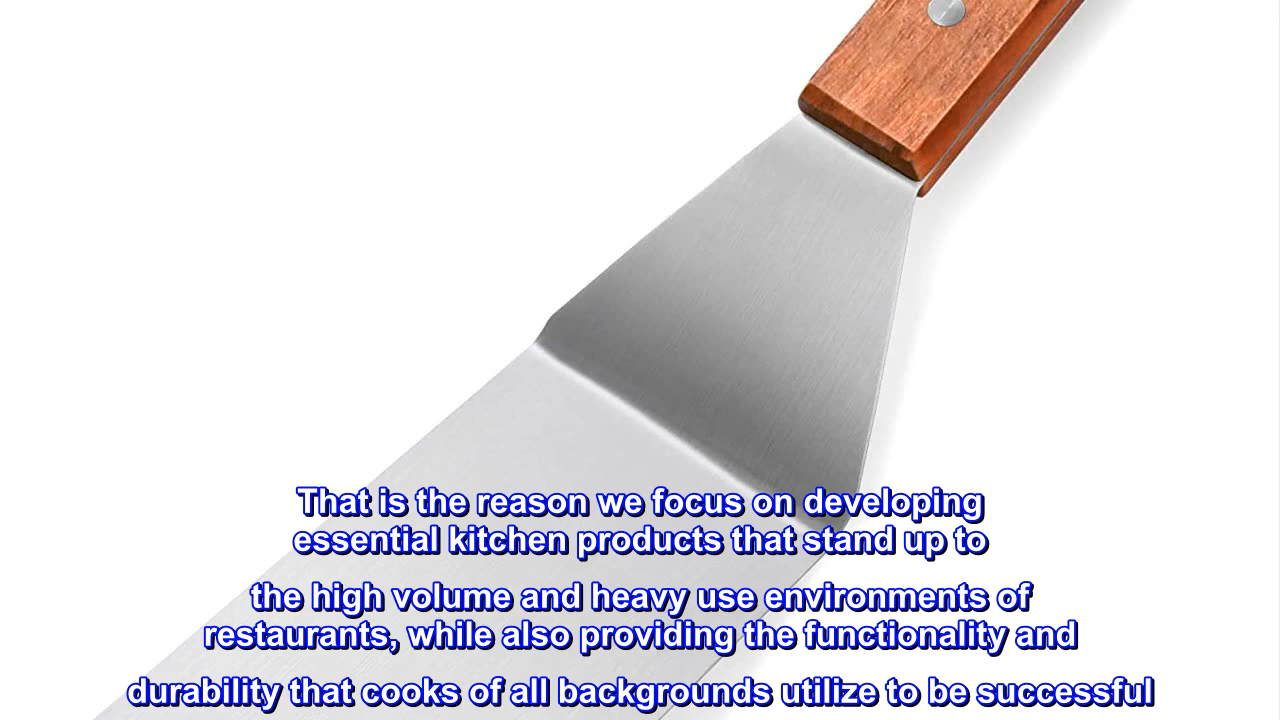 That is the reason we focus on developing
essential kitchen products that stand up to
the high volume and heavy use environments of
restaurants, while also providing the functionality and
durability that cooks of all backgrounds utilize to be successful